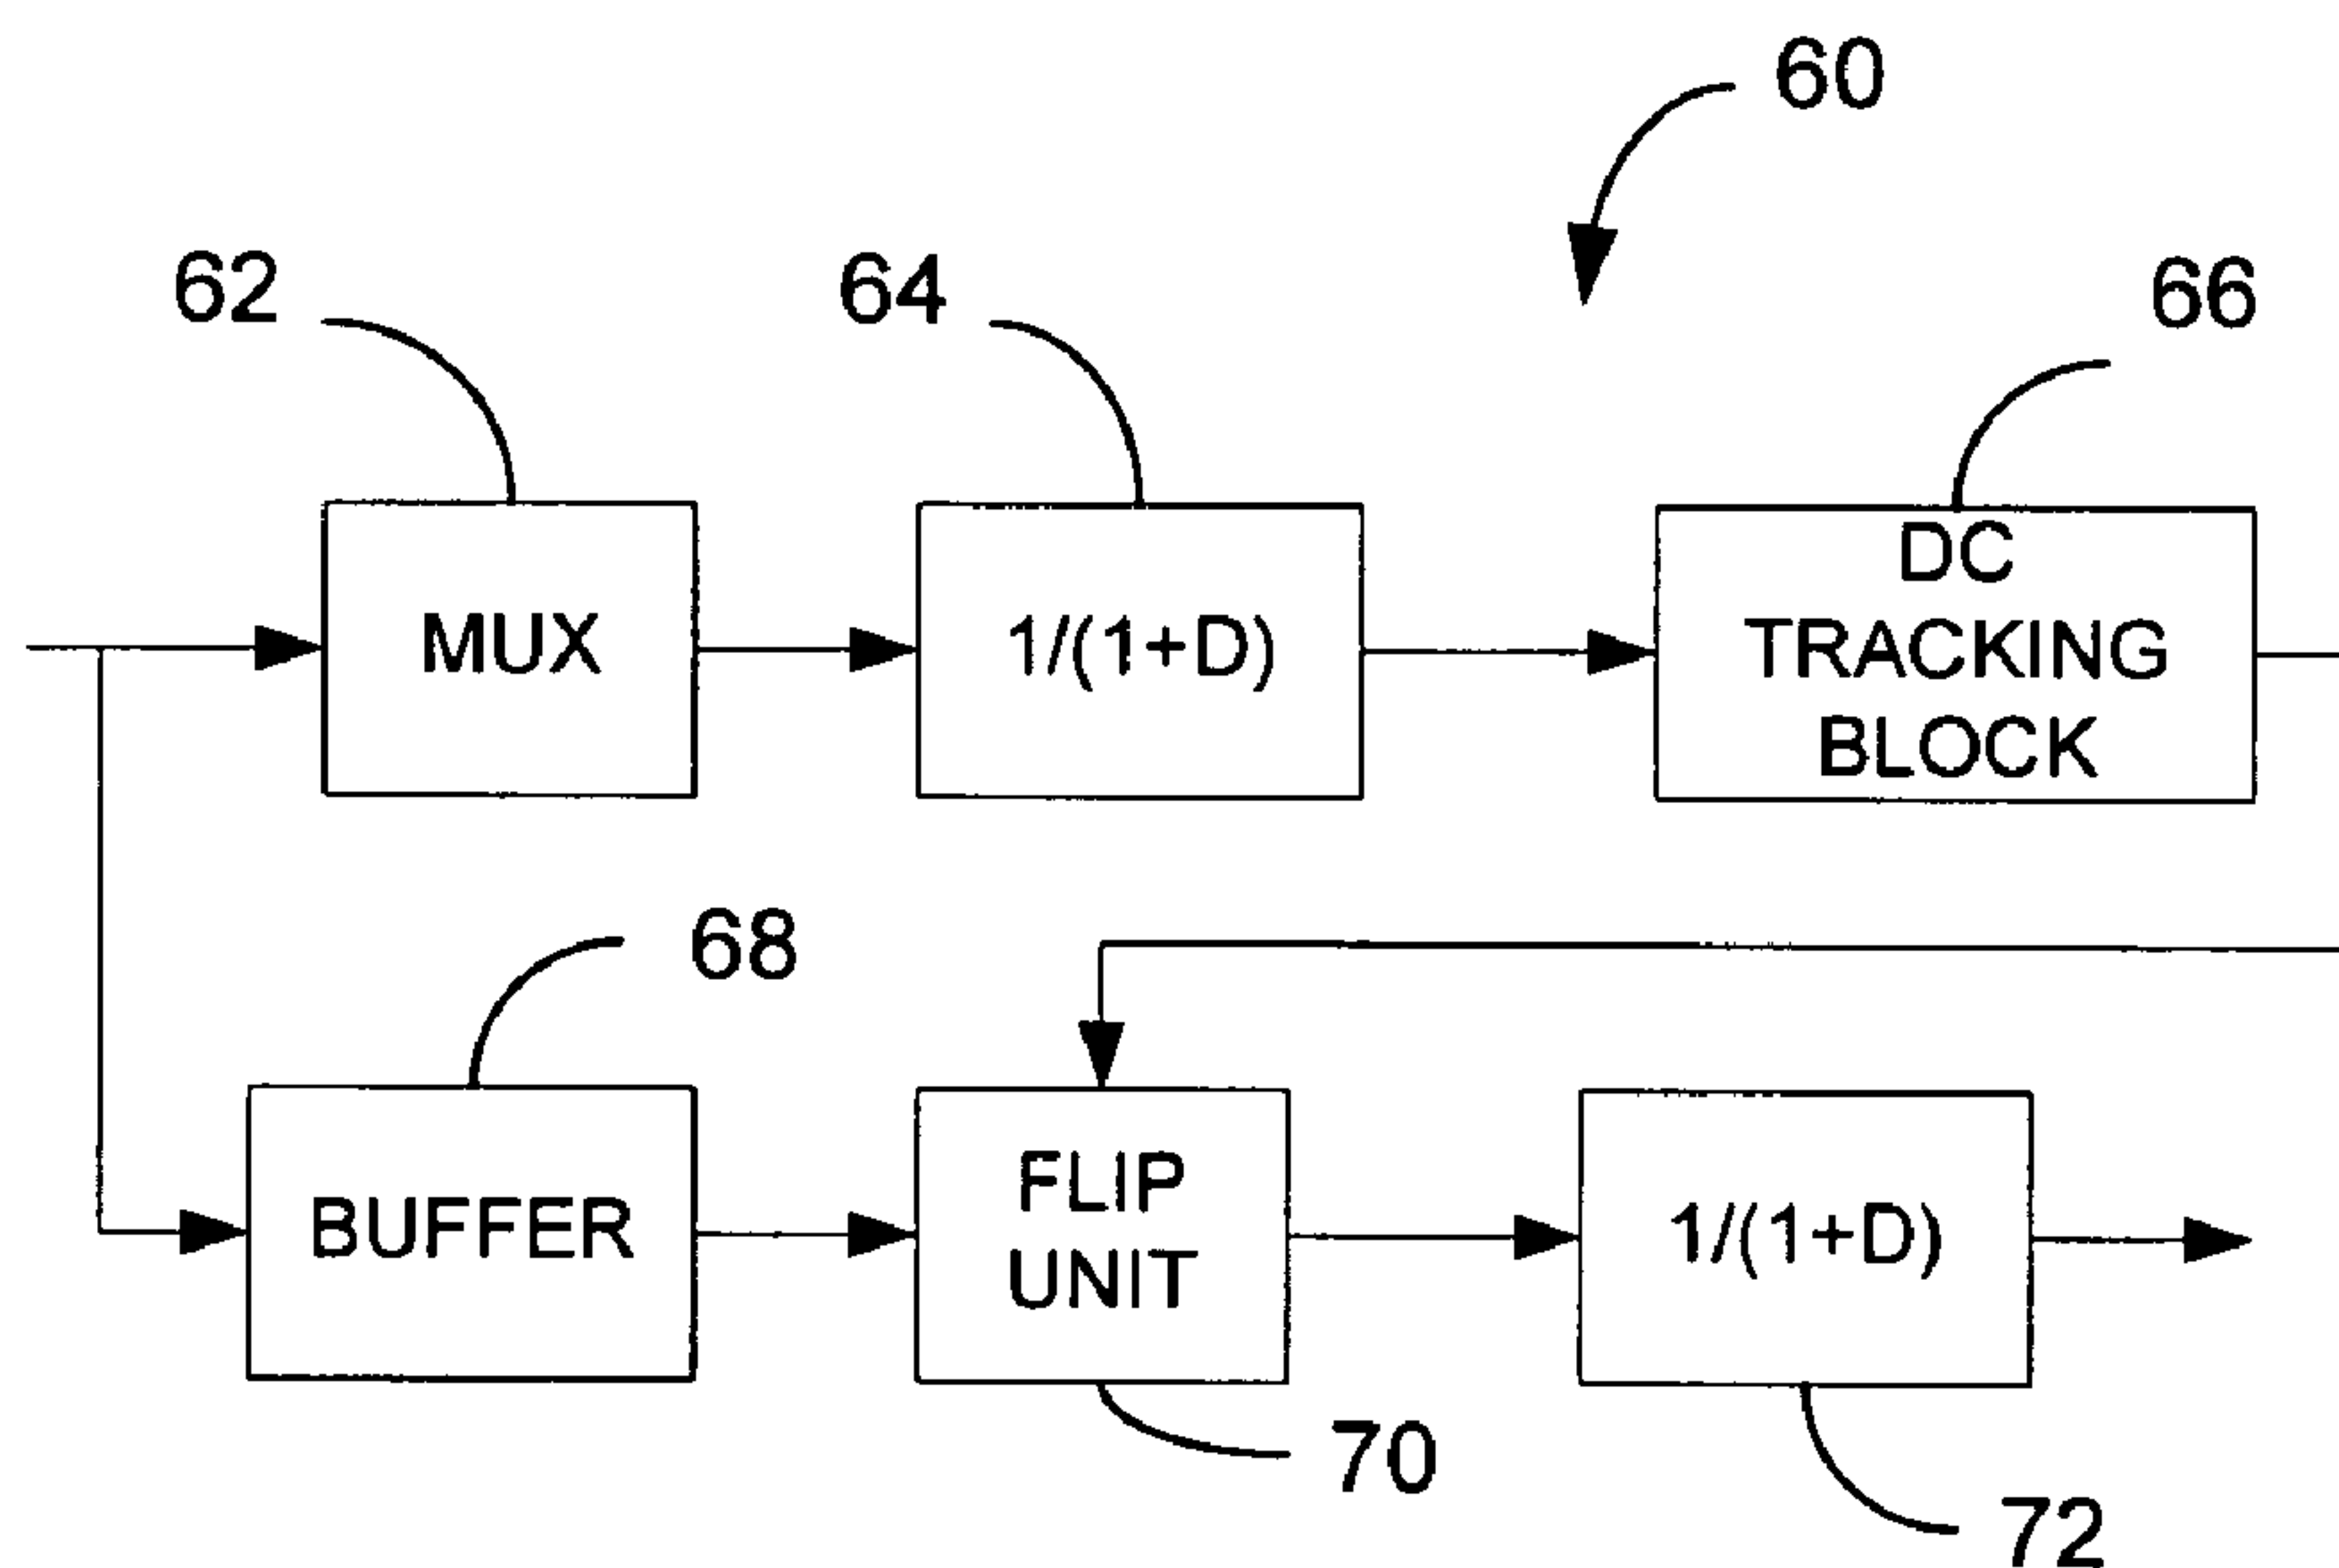 60
62
64
66
MUX
1/(1+D)
DC
TRACKING
BLOCK
68
BUFFER
FLIP
UNIT
1/(1+D)
70
72